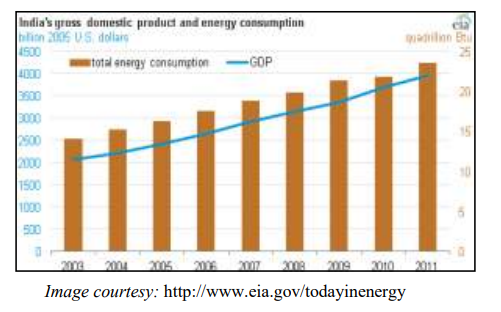 India's gross domestic product and energy consumption
eia
billion 2005 U.S. dollars
quadrillion Btu
4500
25
total energy consumption
GDP
4000
3500
20
3000
2500
15
2000
10
1500
1000
5
500
0
0
2003 2004 2005 2006 2007 2008 2009 2010 2011
Image courtesy: http://www.eia.gov/todayinenergy